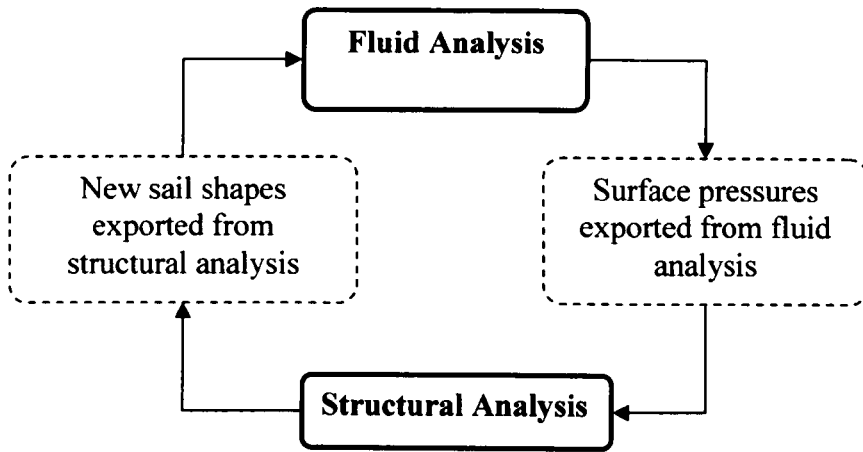 Fluid Analysis
New sail shapes
exported from
structural analysis
Surface pressures
exported from fluid
analysis
Structural Analysis